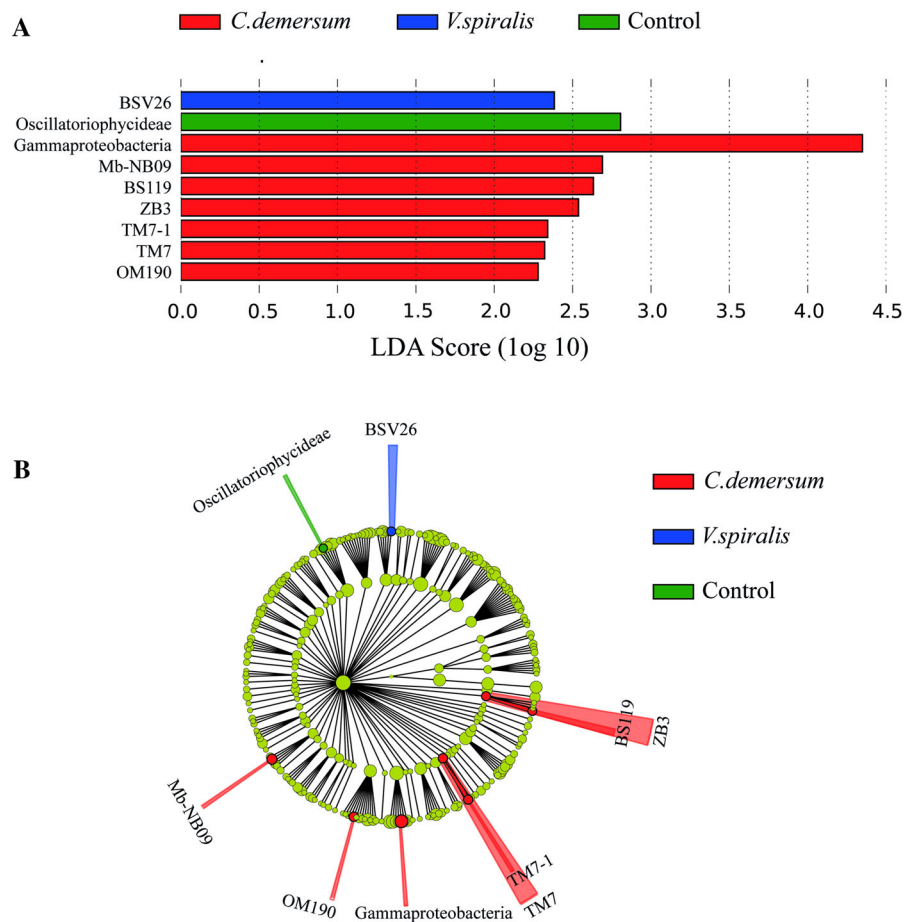 A
C.demersum V.spiralis Control
BSV26
Oscillatoriophycideae
Gammaproteobacteria
Mb-NB09
BS119
ZB3
TM7-1
TM7
OM190
0.0 0.5 1.0 1.5 2.0 2.5 3.0 3.5 4.0 4.5
LDA Score (1og 10)
B
BSV26
Oscillatoriophycideae
C.demersum
V.spiralis
Control
BS119
ZB3
Mb-NB09
TM7-1
TM7
OM190
Gammaproteobacteria